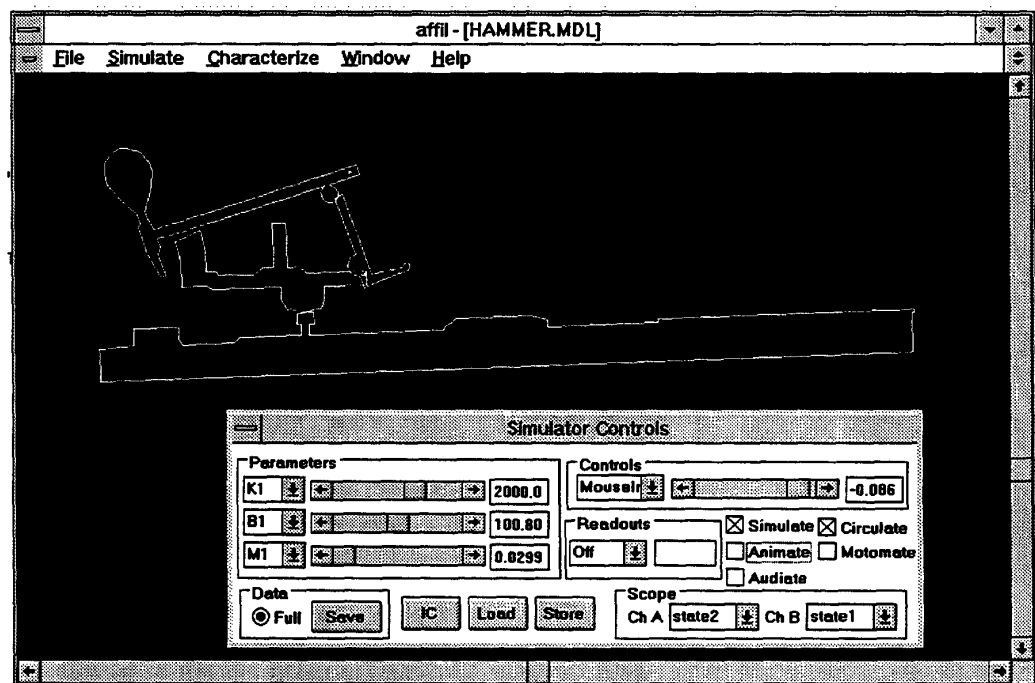 affil - [HAMMER.MDL]
File Simulate Characterize Window Help
Simulator Controls
Parameters
K1 2000.0
B1 100.80
M1 0.0299
Controls
-0.086
Readouts
Off
Simulate Circulate
Animate Motomate
Audiate
Data
Full Save
IC Load Store
Scope
Ch A state2 Ch B state1